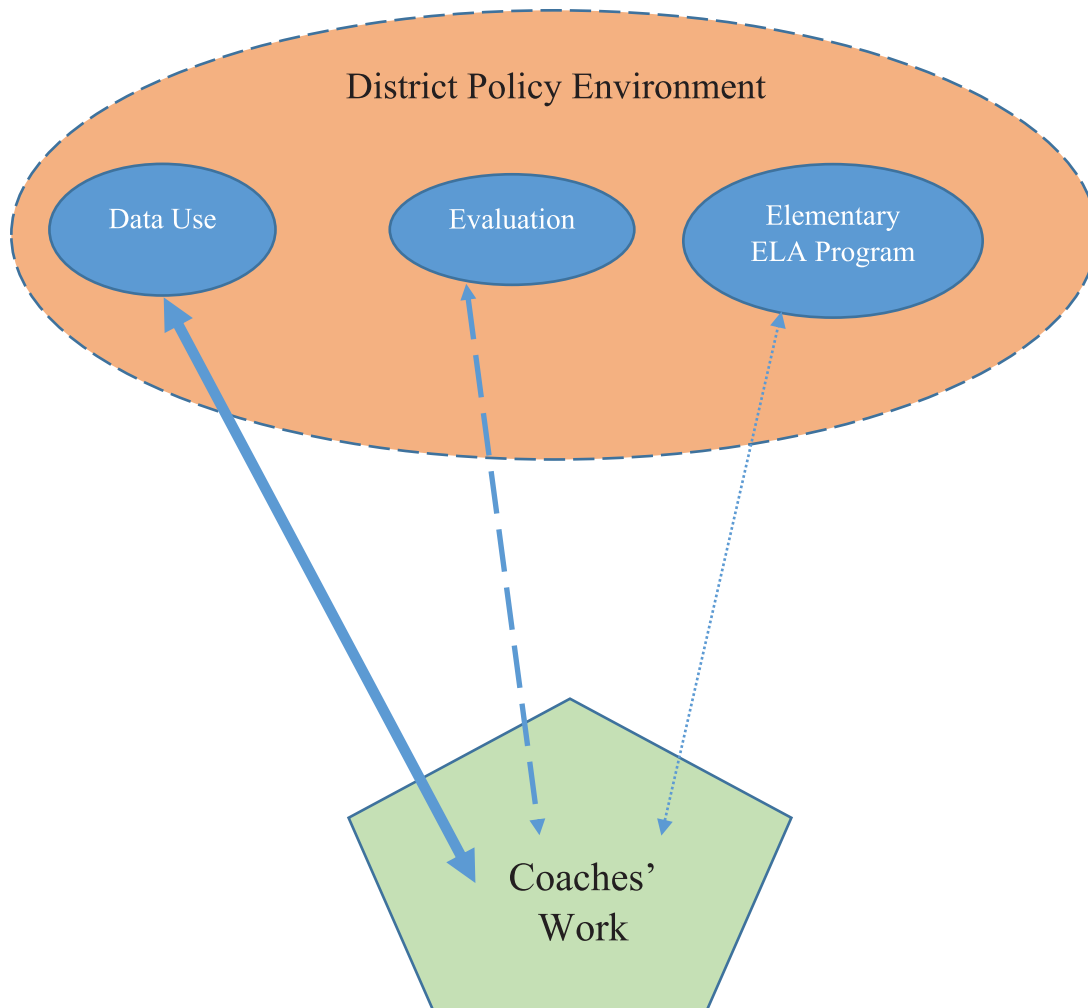 District Policy Environment
Data Use
Evaluation
Elementary
ELA Program
Coaches’
Work